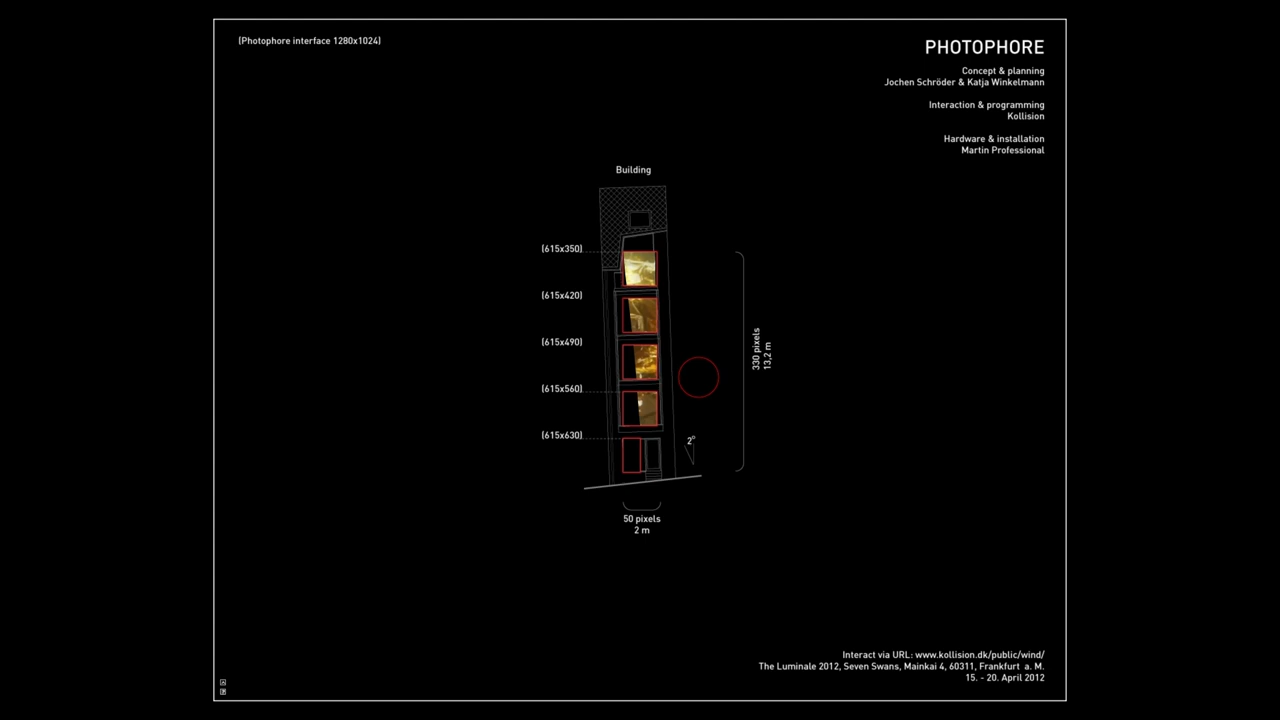 (Photophore interface 1280x1024)
PHOTOPHORE
Concept & planning
Jochen Schröder & Katja Winkelmann
Interaction & programming
Kollision
Hardware & installation
Martin Professional
Building
(615x350)
(615x420)
(615x490)
(615x560)
(615x630)
330 pixels
13,2 m
2°
50 pixels
2 m
Interact via URL: www.kollision.dk/public/wind/
The Luminale 2012, Seven Swans, Mainkai 4, 60311, Frankfurt a. M.
15. - 20. April 2012